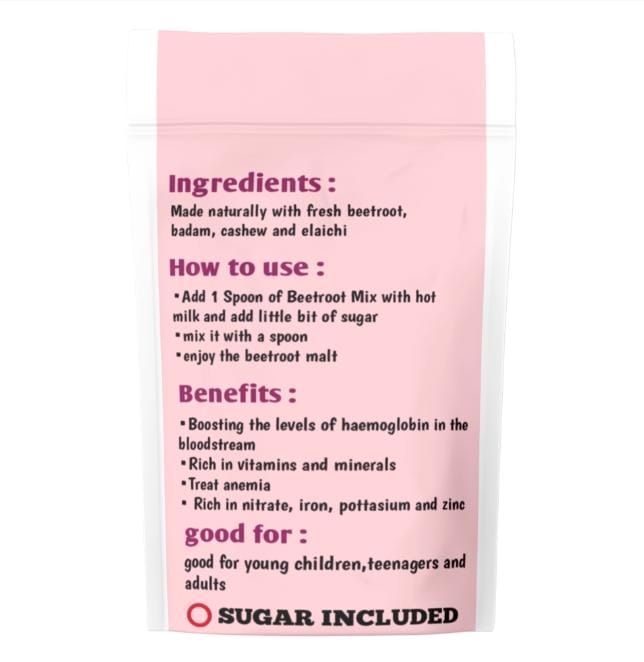 Ingredients :
Made naturally with fresh beetroot,
badam, cashew and elaichi
How to use :
▪Add 1 Spoon of Beetroot Mix with hot
milk and add little bit of sugar
▪mix it with a spoon
▪enjoy the beetroot malt
Benefits :
▪Boosting the levels of haemoglobin in the
bloodstream
▪Rich in vitamins and minerals
▪Treat anemia
▪ Rich in nitrate, iron, pottasium and zinc
good for :
good for young children,teenagers and
adults
SUGAR INCLUDED